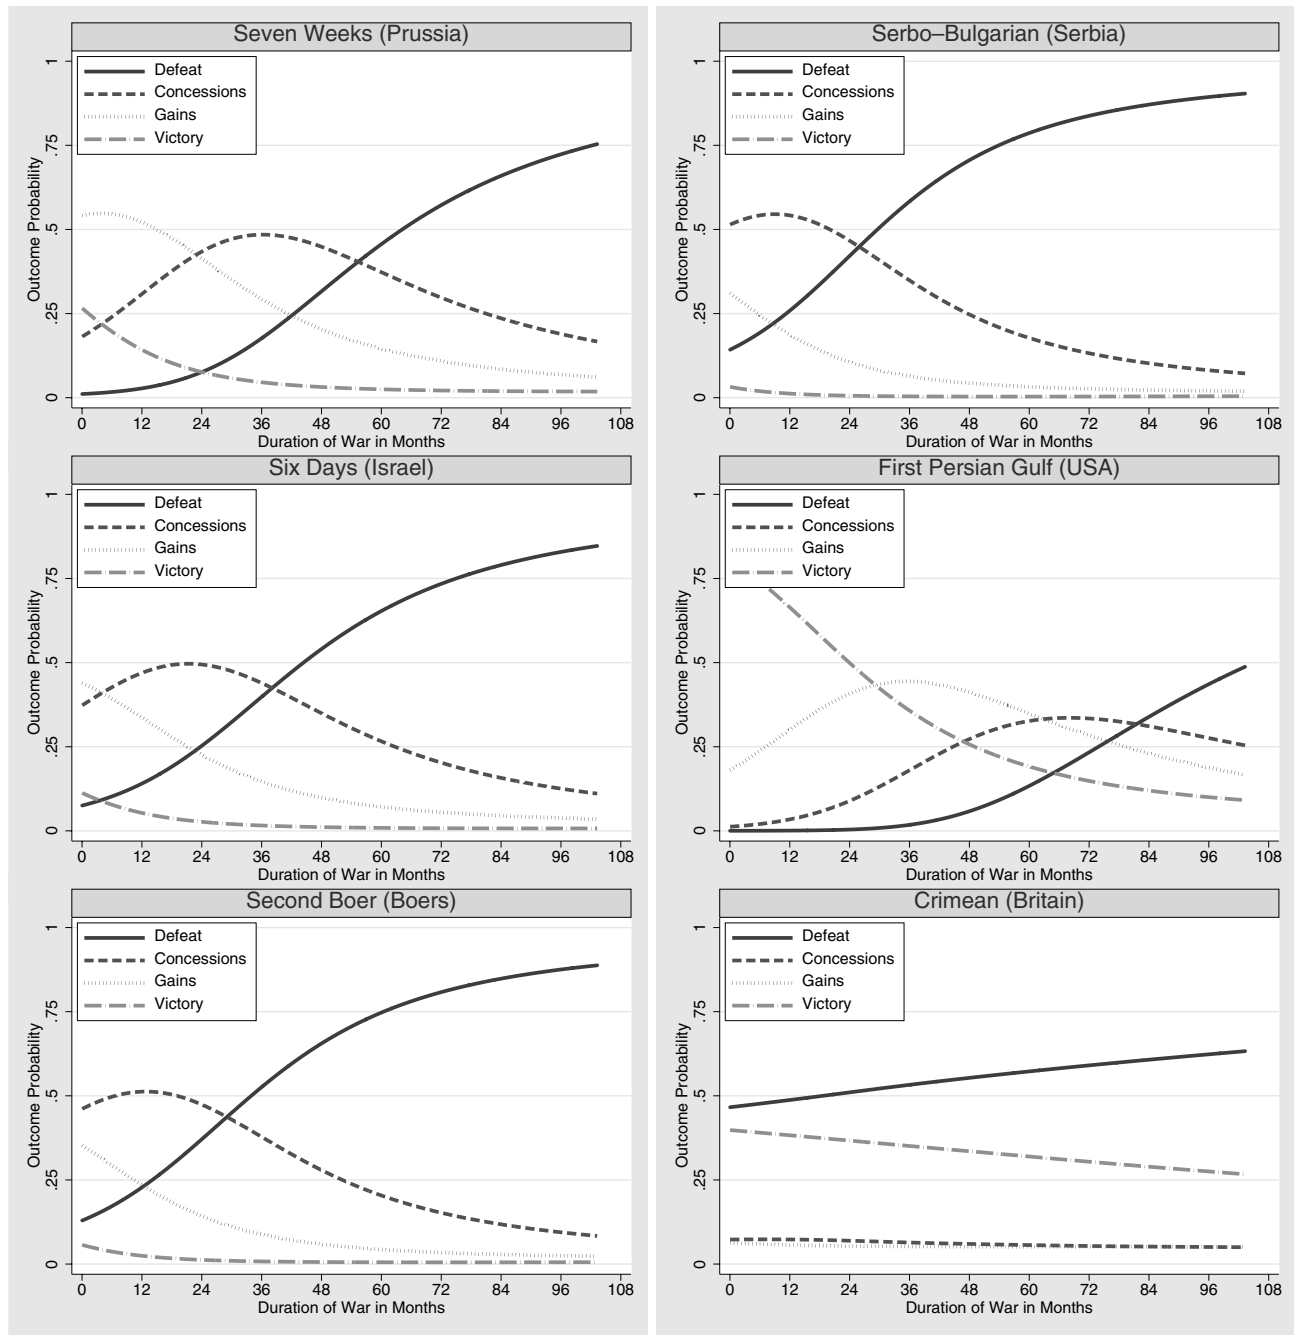 Seven Weeks (Prussia)
Outcome Probability
1
.75
.5
.25
0
Defeat
Concessions
Gains
Victory
0 12 24 36 48 60 72 84 96 108
Duration of War in Months
Serbo–Bulgarian (Serbia)
Outcome Probability
1
.75
.5
.25
0
Defeat
Concessions
Gains
Victory
0 12 24 36 48 60 72 84 96 108
Duration of War in Months
Six Days (Israel)
Outcome Probability
1
.75
.5
.25
0
Defeat
Concessions
Gains
Victory
0 12 24 36 48 60 72 84 96 108
Duration of War in Months
First Persian Gulf (USA)
Outcome Probability
1
.75
.5
.25
0
Defeat
Concessions
Gains
Victory
0 12 24 36 48 60 72 84 96 108
Duration of War in Months
Second Boer (Boers)
Outcome Probability
1
.75
.5
.25
0
Defeat
Concessions
Gains
Victory
0 12 24 36 48 60 72 84 96 108
Duration of War in Months
Crimean (Britain)
Outcome Probability
1
.75
.5
.25
0
Defeat
Concessions
Gains
Victory
0 12 24 36 48 60 72 84 96 108
Duration of War in Months